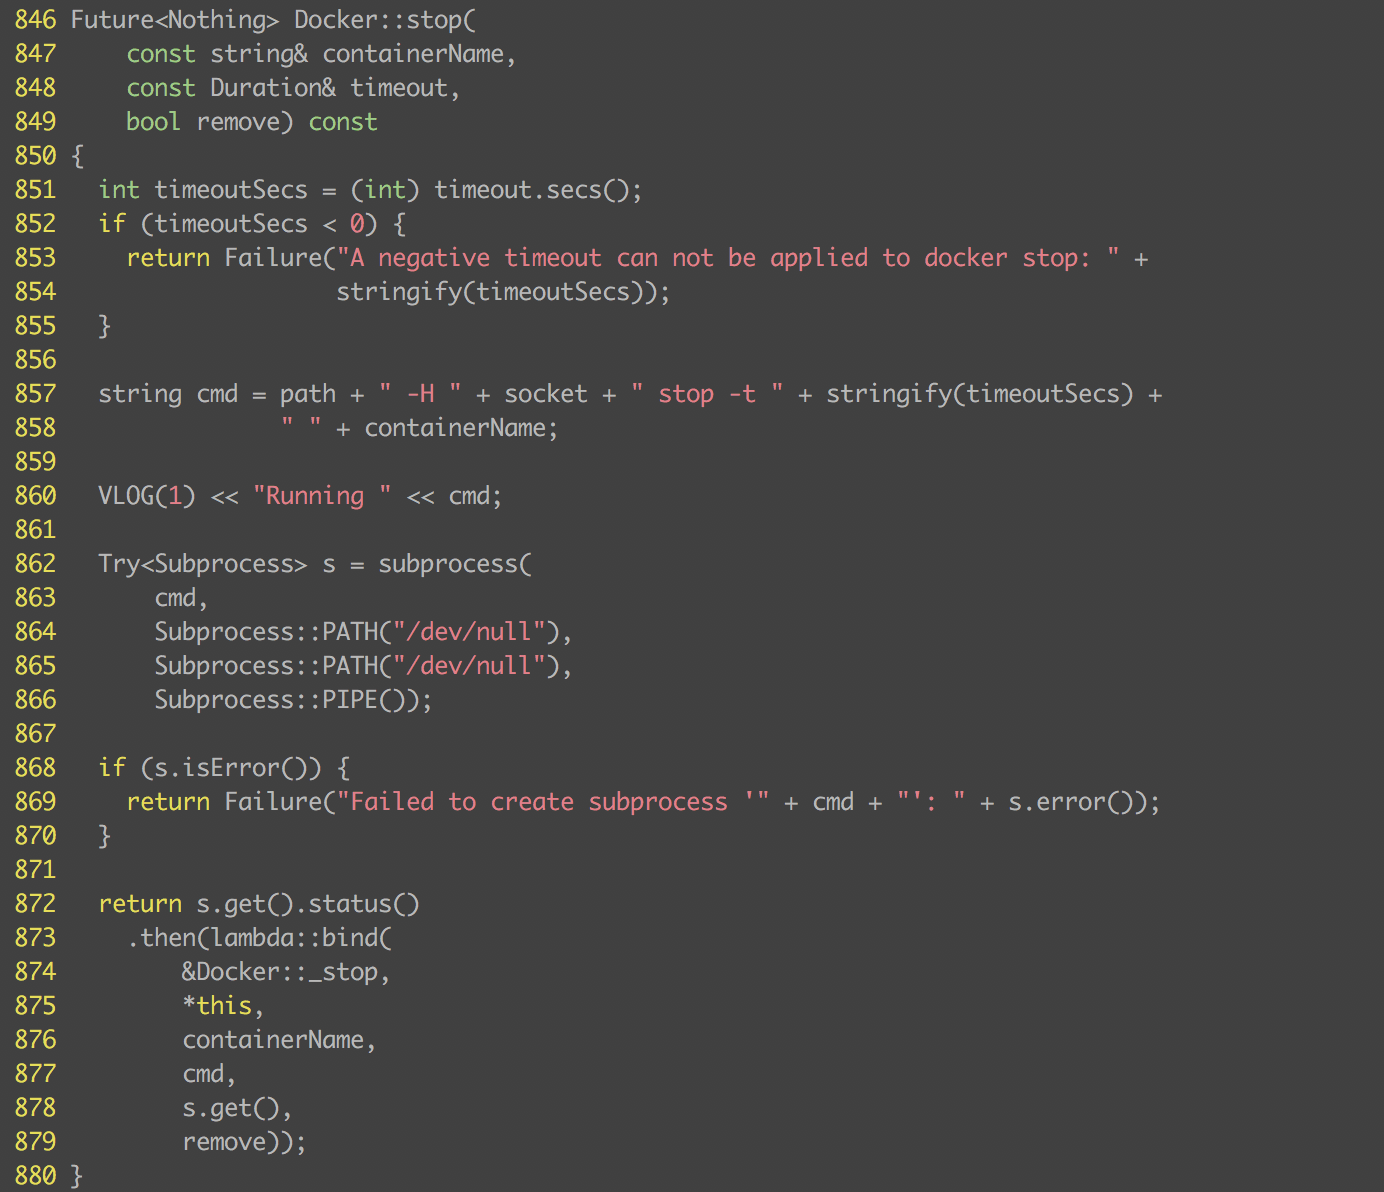 846 Future<Nothing> Docker::stop(
847     const string& containerName,
848     const Duration& timeout,
849     bool remove) const
850 {
851   int timeoutSecs = (int) timeout.secs();
852   if (timeoutSecs < 0) {
853     return Failure("A negative timeout can not be applied to docker stop: " +
854                    stringify(timeoutSecs));
855   }
856
857   string cmd = path + " -H " + socket + " stop -t " + stringify(timeoutSecs) +
858                " " + containerName;
859
860   VLOG(1) << "Running " << cmd;
861
862   Try<Subprocess> s = subprocess(
863       cmd,
864       Subprocess::PATH("/dev/null"),
865       Subprocess::PATH("/dev/null"),
866       Subprocess::PIPE());
867
868   if (s.isError()) {
869     return Failure("Failed to create subprocess '" + cmd + "': " + s.error());
870   }
871
872   return s.get().status()
873     .then(lambda::bind(
874         &Docker::_stop,
875         *this,
876         containerName,
877         cmd,
878         s.get(),
879         remove));
880 }